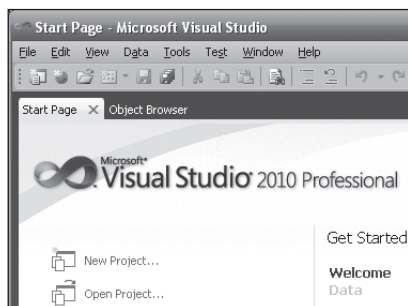 Start Page - Microsoft Visual Studio
File Edit View Data Tools Test Window Help
Start Page Object Browser
Microsoft®
Visual Studio® 2010 Professional
Get Started
New Project...
Welcome
Open Project...
Data